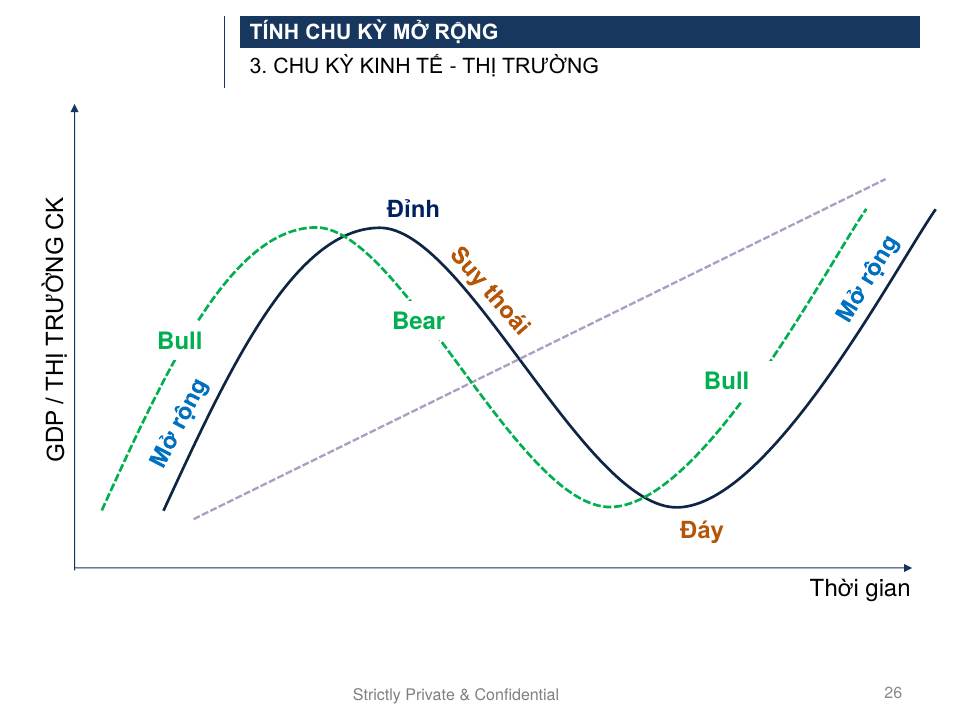 TÍNH CHU KỲ MỞ RỘNG
3. CHU KỲ KINH TẾ - THỊ TRƯỜNG
GDP / THỊ TRƯỜNG CK
Đỉnh
Suy thoái
Mở rộng
Bear
Bull
Bull
Mở rộng
Đáy
Thời gian
Strictly Private & Confidential
26